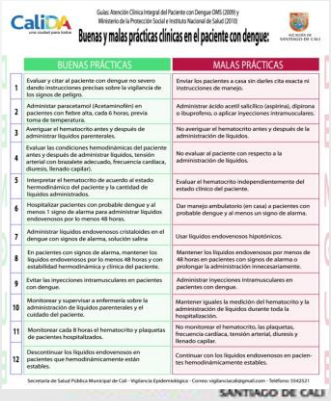 CaliDA
una ciudad para todos
Guías: Atención Clínica Integral del Paciente con Dengue OMS (2009) y
Ministerio de la Protección Social e Instituto Nacional de Salud (2010)
Buenas y malas prácticas clínicas en el paciente con dengue:
ALCALDÍA DE
SANTIAGO DE CALI
BUENAS PRÁCTICAS
MALAS PRÁCTICAS
1
Evaluar y citar al paciente con dengue no severo
dando instrucciones precisas sobre la vigilancia de
los signos de peligro.
Enviar los pacientes a casa sin darles cita exacta ni
instrucciones de manejo.
2
Administrar paracetamol (Acetaminofén) en
pacientes con fiebre alta, cada 6 horas, previa
toma de temperatura.
Administrar ácido acetil salicílico (aspirina), dipirona
o ibuprofeno, o aplicar inyecciones intramusculares.
3
Averiguar el hematocrito antes y después de
administrar líquidos parenterales.
No averiguar el hematocrito antes y después de la
administración de líquidos.
4
Evaluar las condiciones hemodinámicas del paciente
antes y después de administrar líquidos, tensión
arterial con brazalete adecuado, frecuencia cardíaca,
diuresis, llenado capilar).
No evaluar al paciente con respecto a la
administración de líquidos.
5
Interpretar el hematocrito de acuerdo al estado
hemodinámico del paciente y la cantidad de
líquidos administrados.
Evaluar el hematocrito independientemente del
estado clínico del paciente.
6
Hospitalizar pacientes con probable dengue y al
menos 1 signo de alarma para administrar líquidos
endovenosos por lo menos 48 horas.
Dar manejo ambulatorio (en casa) a pacientes con
probable dengue y al menos un signo de alarma.
7
Administrar líquidos endovenosos cristaloides en el
dengue con signos de alarma, solución salina
Usar líquidos endovenosos hipotónicos.
8
En pacientes con signos de alarma, mantener los
líquidos endovenosos por lo menos 48 horas y con
estabilidad hemodinámica y clínica del paciente.
Mantener los líquidos endovenosos por menos de
48 horas en pacientes con signos de alarma o
prolongar la administración innecesariamente.
9
Evitar las inyecciones intramusculares en pacientes
con dengue.
Administrar inyecciones intramusculares en
pacientes con dengue.
10
Monitorear y supervisar a enfermería sobre la
administración de líquidos parenterales y el
cuidado del paciente.
Mantener iguales la medición del hematocrito y la
administración de líquidos durante toda la
hospitalización.
11
Monitorear cada 8 horas el hematocrito y plaquetas
de pacientes hospitalizados.
No monitorear el hematocrito, las plaquetas,
frecuencia-cardíaca, tensión arterial, diuresis y
llenado capilar.
12
Descontinuar los líquidos endovenosos en
pacientes que hemodinámicamente están
estables.
Continuar con los líquidos endovenosos en pacien-
tes hemodinámicamente estables.
Secretaría de Salud Pública Municipal de Cali - Vigilancia Epidemiológica - Correo: vigilanciacali@gmail.com - Teléfono: 5542521
SANTIAGO DE CALI